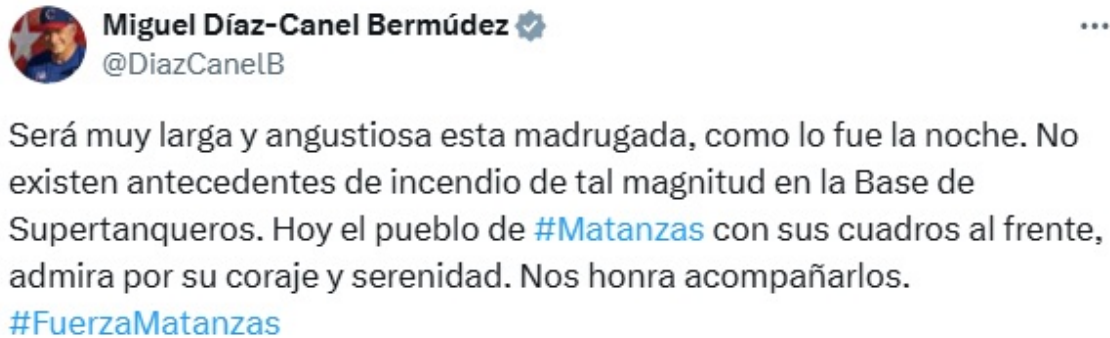 Miguel Díaz-Canel Bermúdez
@DiazCanelB
Será muy larga y angustiosa esta madrugada, como lo fue la noche. No
existen antecedentes de incendio de tal magnitud en la Base de
Supertanqueros. Hoy el pueblo de #Matanzas con sus cuadros al frente,
admira por su coraje y serenidad. Nos honra acompañarlos.
#FuerzaMatanzas